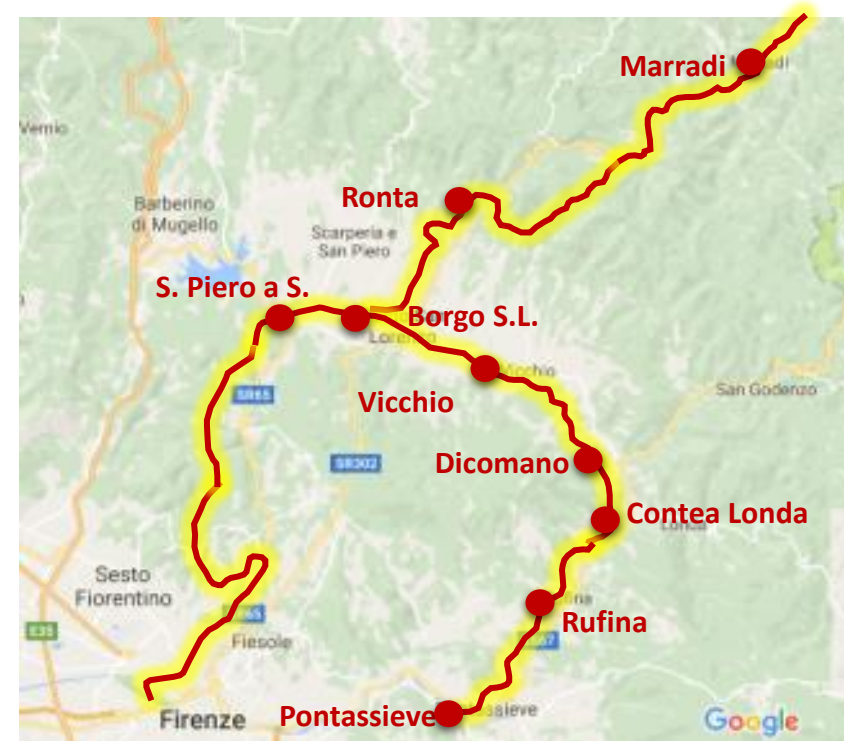 Marradi
Vernio
Ronta
Barberino
di Mugello
Scarperia e
San Piero
S. Piero a S.
Borgo S.L.
Vicchio
San Godenzo
SR65
Vicchio
SR302
Dicomano
Contea Londa
Sesto
Fiorentino
E35
Fiesole
Rufina
Firenze
Pontassieve
Google